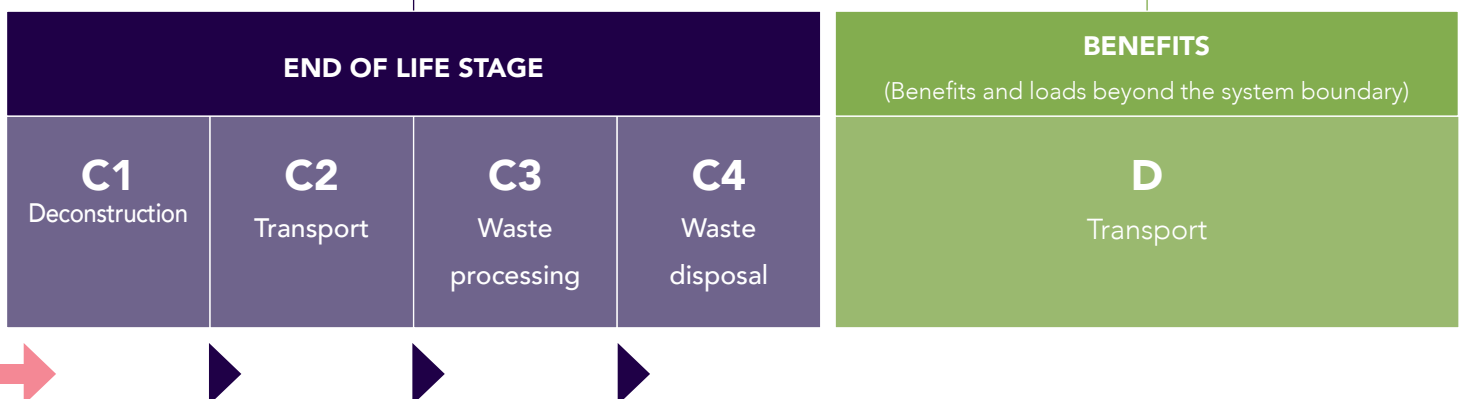 END OF LIFE STAGE
BENEFITS
(Benefits and loads beyond the system boundary)
C1
Deconstruction
C2
Transport
C3
Waste
processing
C4
Waste
disposal
D
Transport